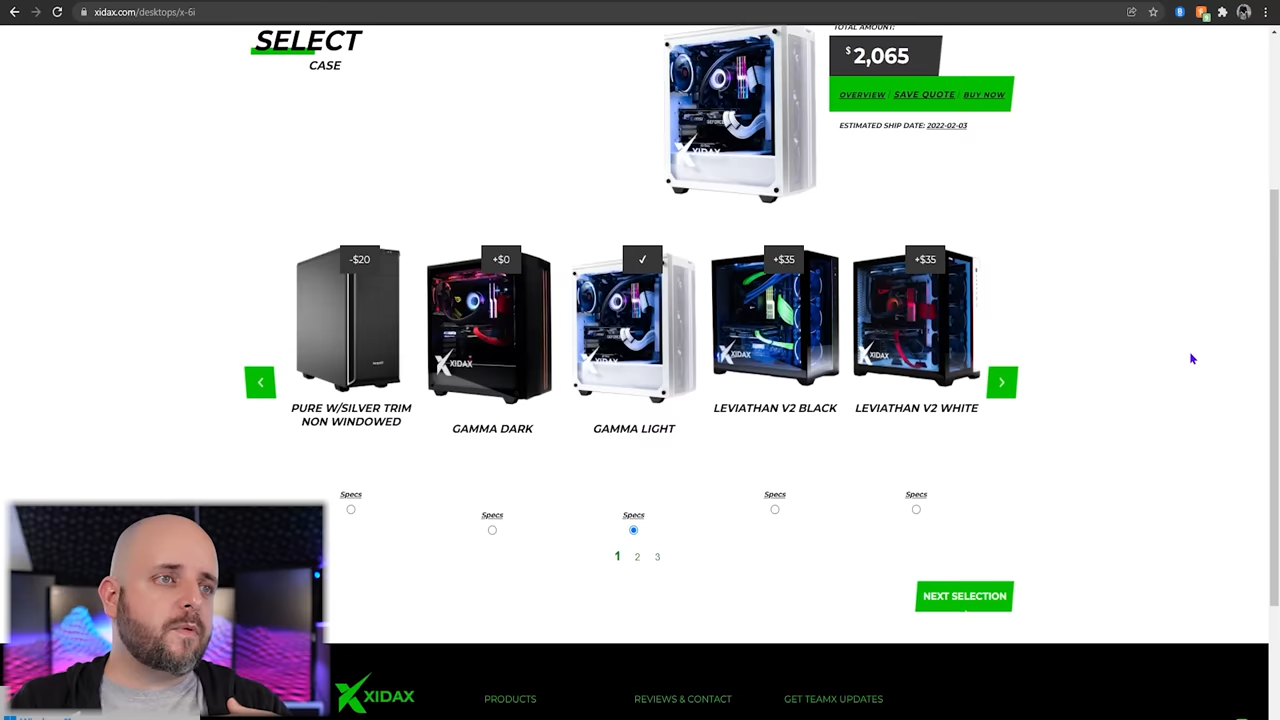 xidax.com/desktops/x-6i
SELECT
CASE
TOTAL AMOUNT:
$2,065
OVERVIEW / SAVE QUOTE / BUY NOW
ESTIMATED SHIP DATE: 2022-02-03
XIDAX
-$20
+$0
✓
+$35
+$35
XIDAX
XIDAX
XIDAX
XIDAX
PURE W/SILVER TRIM
NON WINDOWED
GAMMA DARK
GAMMA LIGHT
LEVIATHAN V2 BLACK
LEVIATHAN V2 WHITE
Specs
Specs
Specs
Specs
Specs
1 2 3
NEXT SELECTION
XIDAX
PRODUCTS
REVIEWS & CONTACT
GET TEAMX UPDATES